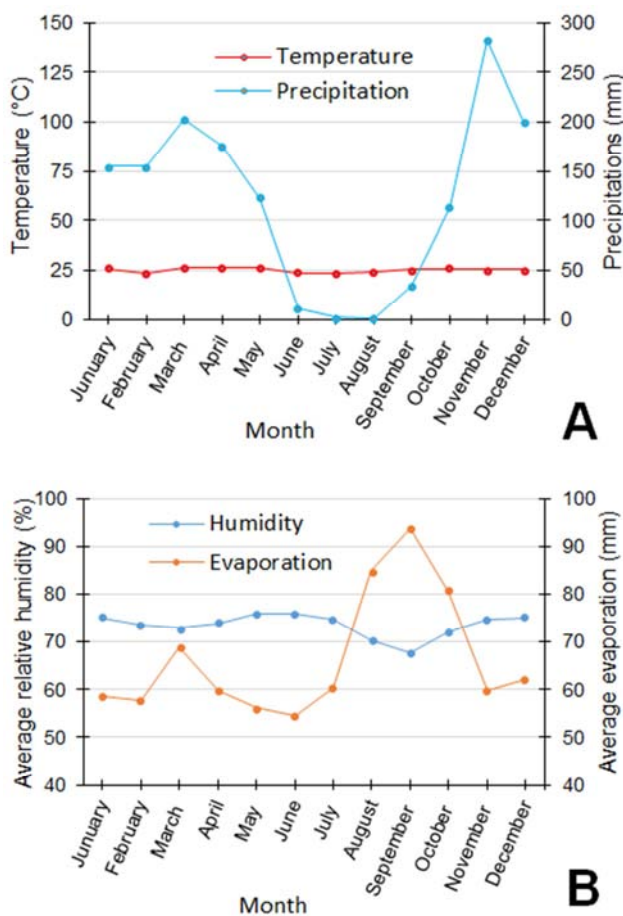 Temperature (°C)
150
125
100
75
50
25
0
Temperature
Precipitation
300
250
200
150
100
50
0
Precipitations (mm)
Junuary
February
March
April
May
June
July
August
September
October
November
December
Month
A
Average relative humidity (%)
100
90
80
70
60
50
40
Humidity
Evaporation
100
90
80
70
60
50
40
Average evaporation (mm)
Junuary
February
March
April
May
June
July
August
September
October
November
December
Month
B